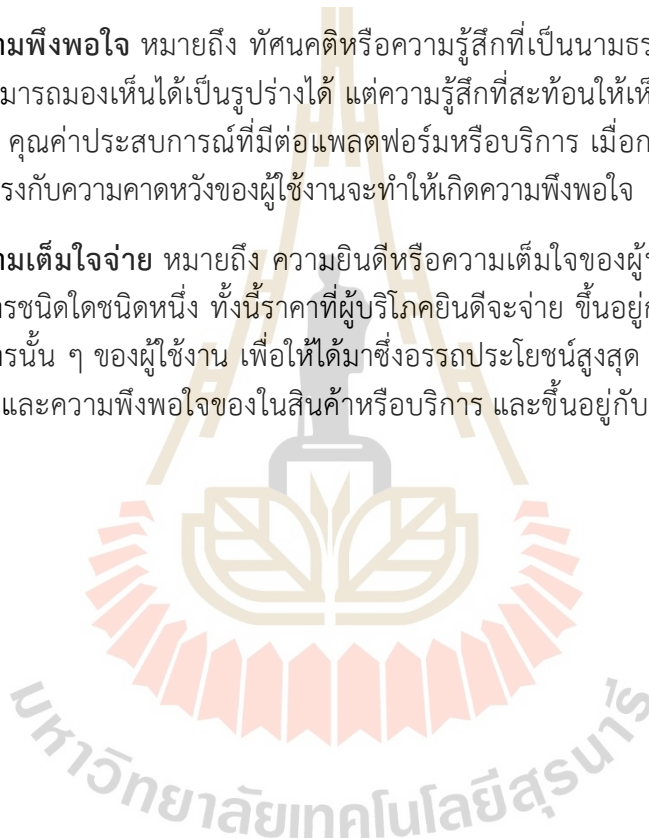 ามพึงพอใจ หมายถึง ทัศนคติหรือความรู้สึกที่เป็นนามธร
มารถมองเห็นได้เป็นรูปร่างได้ แต่ความรู้สึกที่สะท้อนให้เห็
คุณค่าประสบการณ์ที่มีต่อแพลตฟอร์มหรือบริการ เมื่อก
รงกับความคาดหวังของผู้ใช้งานจะทำให้เกิดความพึงพอใจ
ามเต็มใจจ่าย หมายถึง ความยินดีหรือความเต็มใจของผู้
ารชนิดใดชนิดหนึ่ง ทั้งนี้ราคาที่ผู้บริโภคยินดีจะจ่าย ขึ้นอยู่
ารนั้น ๆ ของผู้ใช้งาน เพื่อให้ได้มาซึ่งอรรถประโยชน์สูงสุด
และความพึงพอใจของในสินค้าหรือบริการ และขึ้นอยู่กับ
มหาวิทยาลัยเทคโนโลยีสุรนารี